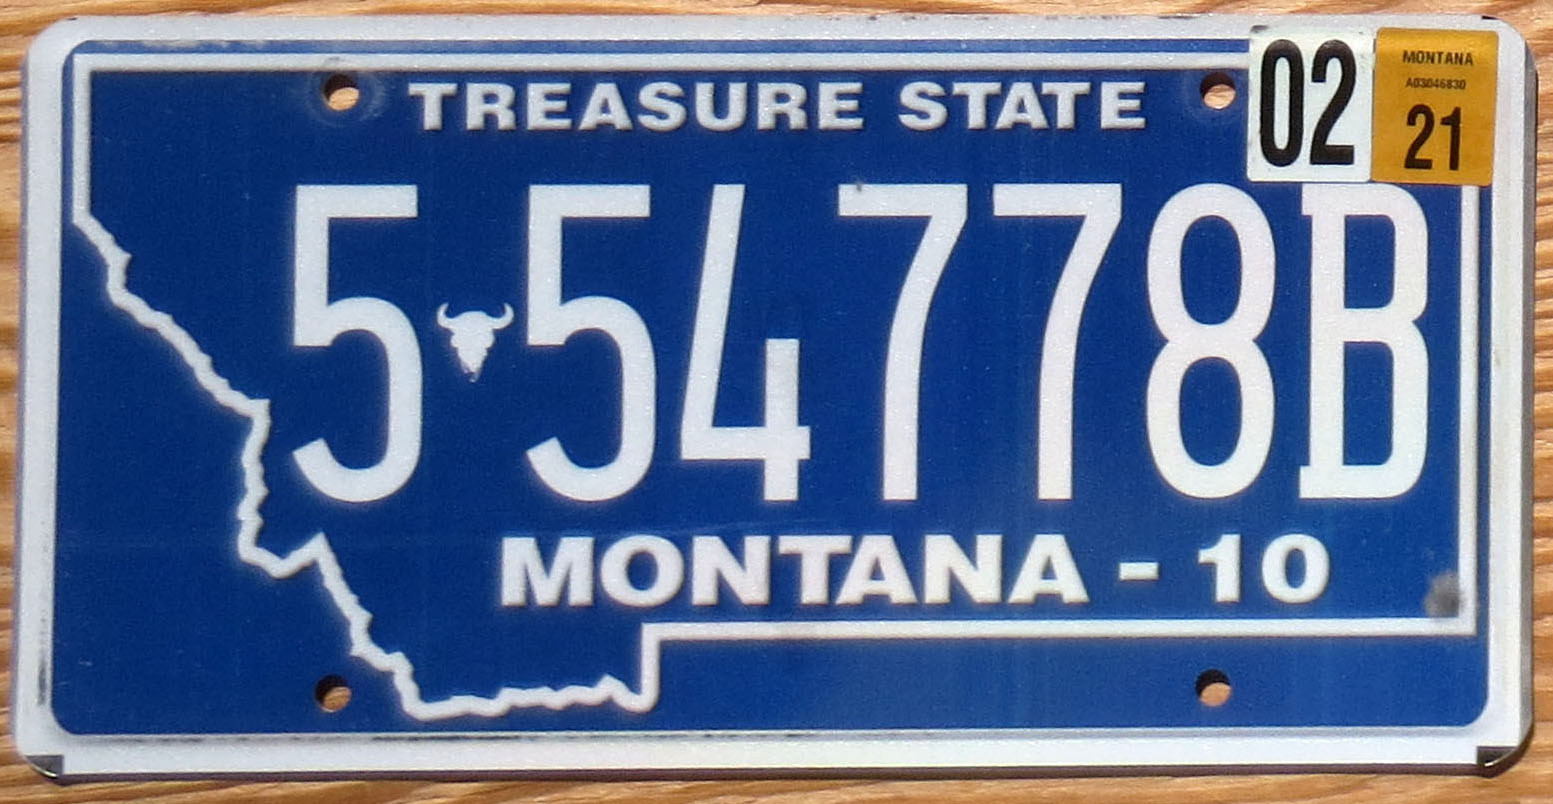 TREASURE STATE
02
MONTANA
A03046830
21
5-54778B
MONTANA - 10